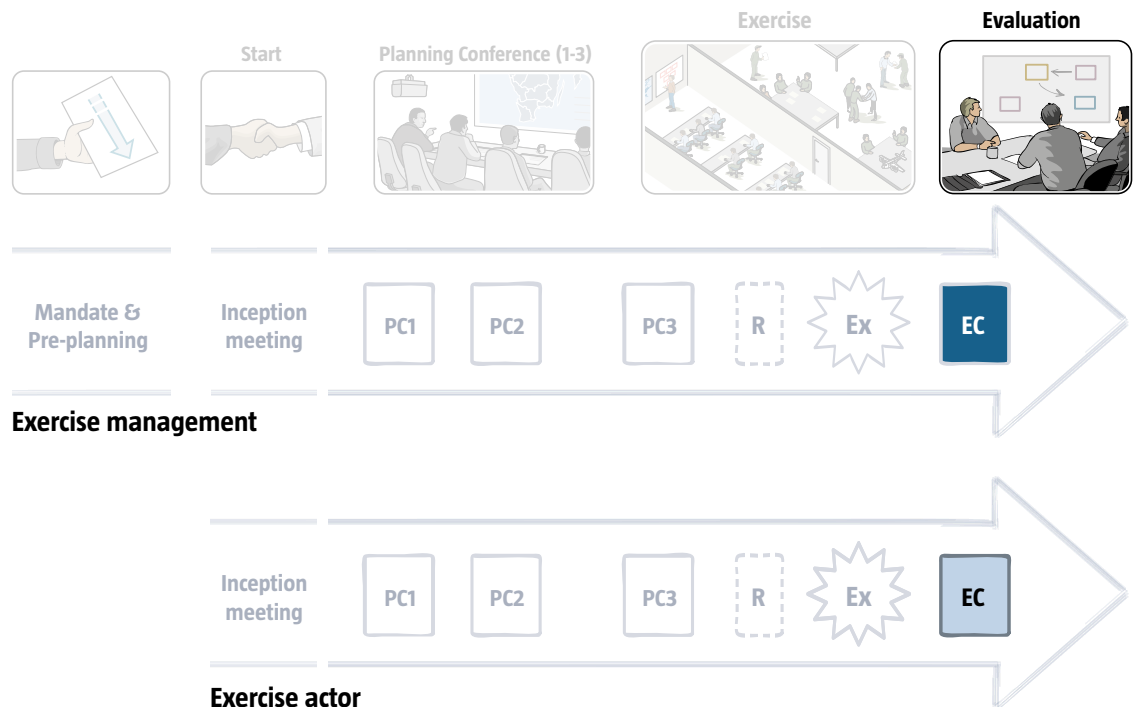 Start
Planning Conference (1-3)
Exercise
Evaluation
Mandate &
Pre-planning
Inception
meeting
PC1
PC2
PC3
R
Ex
EC
Exercise management
Inception
meeting
PC1
PC2
PC3
R
Ex
EC
Exercise actor